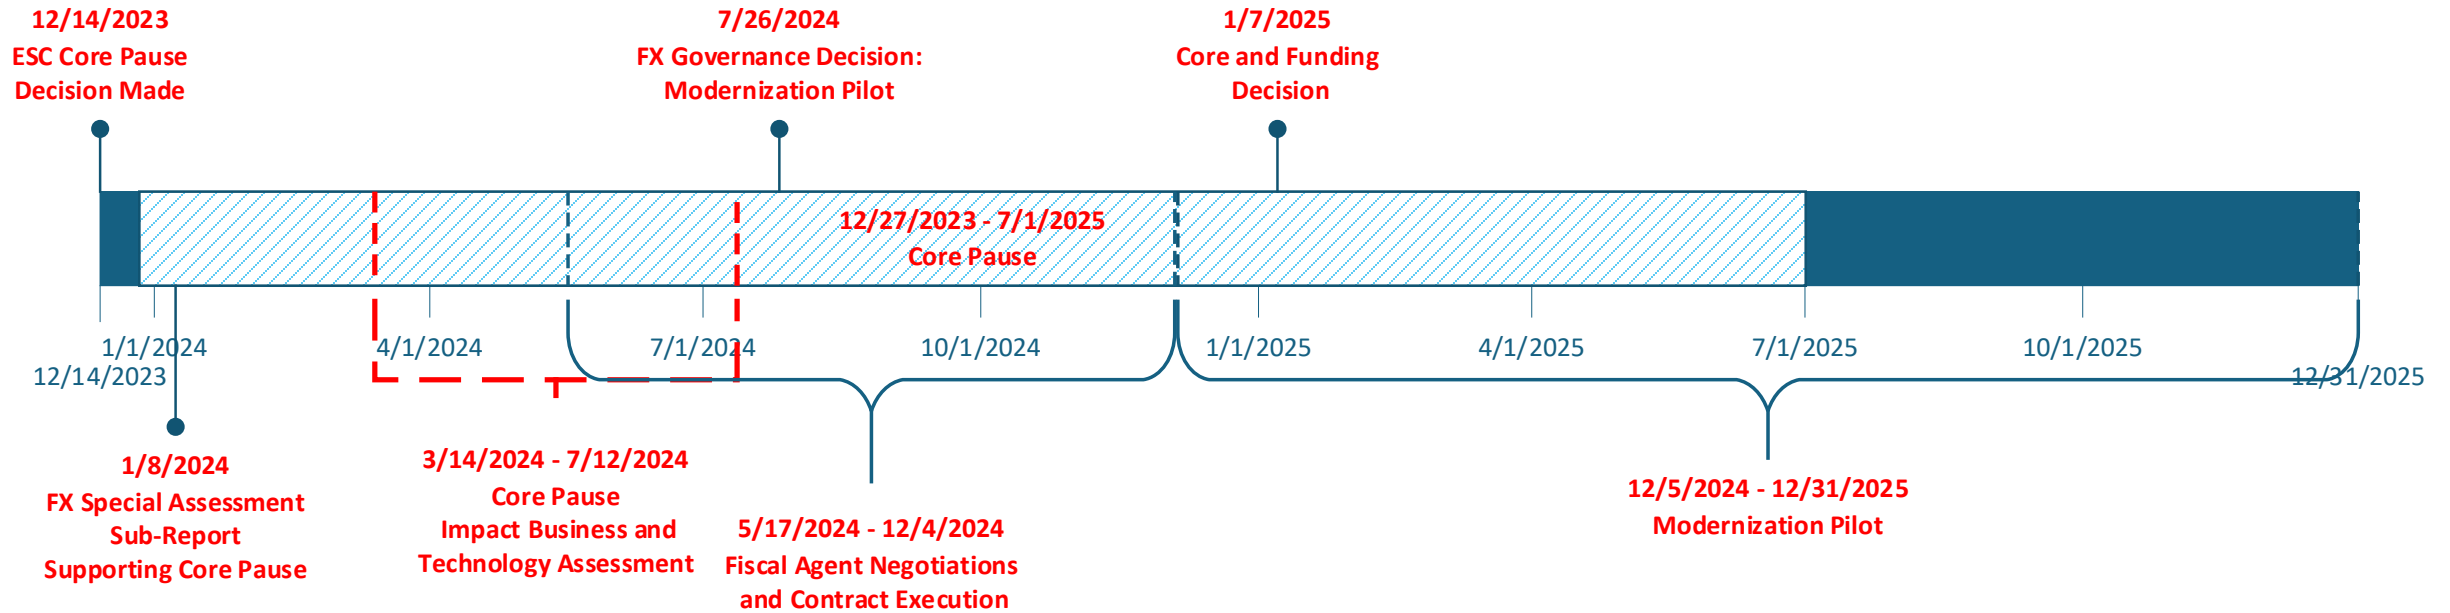 12/14/2023
ESC Core Pause
Decision Made
7/26/2024
FX Governance Decision:
Modernization Pilot
1/7/2025
Core and Funding
Decision
12/27/2023 - 7/1/2025
Core Pause
1/1/2024
4/1/2024
7/1/2024
10/1/2024
1/1/2025
4/1/2025
7/1/2025
10/1/2025
12/14/2023
12/31/2025
1/8/2024
FX Special Assessment
Sub-Report
Supporting Core Pause
3/14/2024 - 7/12/2024
Core Pause
Impact Business and
Technology Assessment
5/17/2024 - 12/4/2024
Fiscal Agent Negotiations
and Contract Execution
12/5/2024 - 12/31/2025
Modernization Pilot